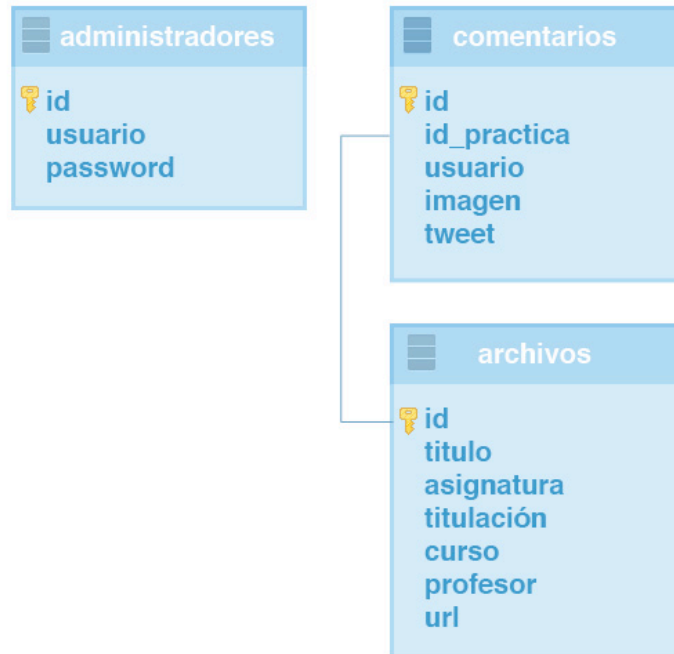 administradores
id
usuario
password
comentarios
id
id_practica
usuario
imagen
tweet
archivos
id
titulo
asignatura
titulación
curso
profesor
url